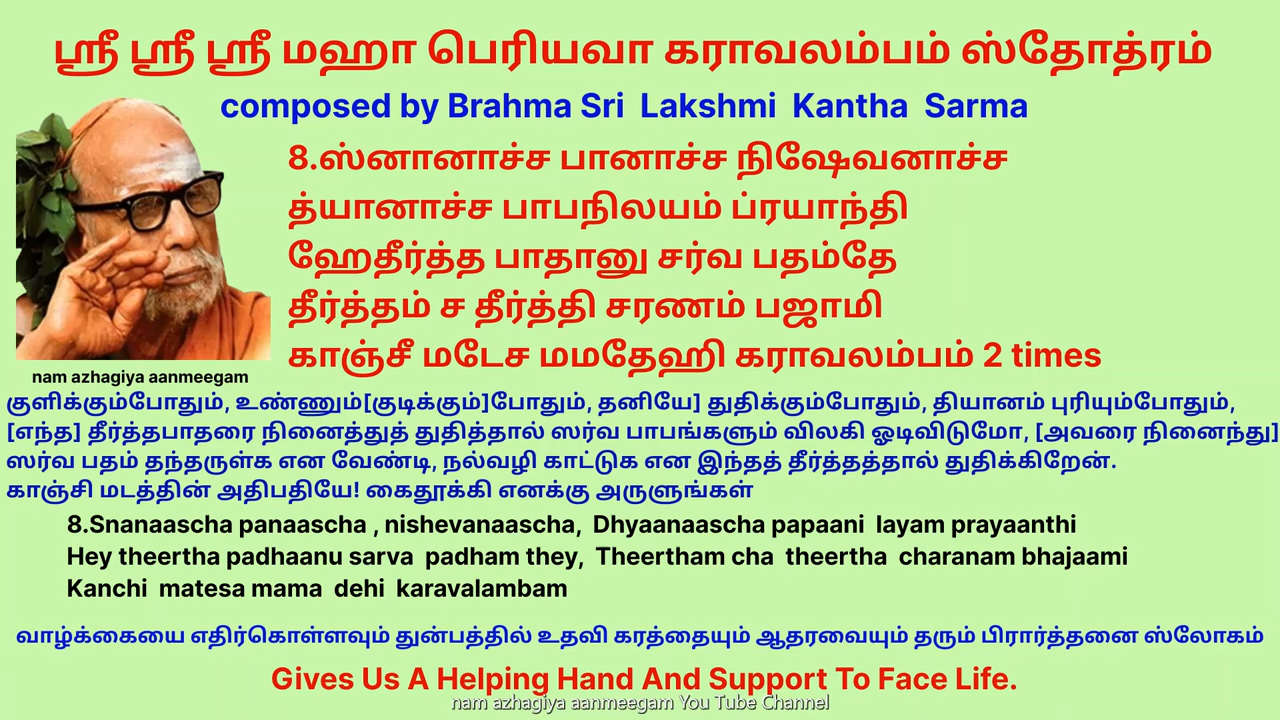 ஸ்ரீ ஸ்ரீ ஸ்ரீ மஹா பெரியவா கராவலம்பம் ஸ்தோத்ரம்
composed by Brahma Sri Lakshmi Kantha Sarma
8.ஸ்னானாச்ச பானாச்ச நிஷேவனாச்ச
த்யானாச்ச பாபநிலயம் ப்ரயாந்தி
ஹேதீர்த்த பாதானு சர்வ பதம்தே
தீர்த்தம் ச தீர்த்தி சரணம் பஜாமி
காஞ்சீ மடேச மமதேஹி கராவலம்பம் 2 times
nam azhagiya aanmeegam
குளிக்கும்போதும், உண்ணும்[குடிக்கும்]போதும், தனியே] துதிக்கும்போதும், தியானம் புரியும்போதும்,
[எந்த] தீர்த்தபாதரை நினைத்துத் துதித்தால் ஸர்வ பாபங்களும் விலகி ஓடிவிடுமோ, [அவரை நினைந்து]
ஸர்வ பதம் தந்தருள்க என வேண்டி, நல்வழி காட்டுக என இந்தத் தீர்த்தத்தால் துதிக்கிறேன்.
காஞ்சி மடத்தின் அதிபதியே! கைதூக்கி எனக்கு அருளுங்கள்
8.Snanaascha panaascha , nishevanaascha, Dhyaanaascha papaani layam prayaanthi
Hey theertha padhaanu sarva padham they, Theertham cha theertha charanam bhajaami
Kanchi matesa mama dehi karavalambam
வாழ்க்கையை எதிர்கொள்ளவும் துன்பத்தில் உதவி கரத்தையும் ஆதரவையும் தரும் பிரார்த்தனை ஸ்லோகம்
Gives Us A Helping Hand And Support To Face Life.
nam azhagiya aanmeegam You Tube Channel